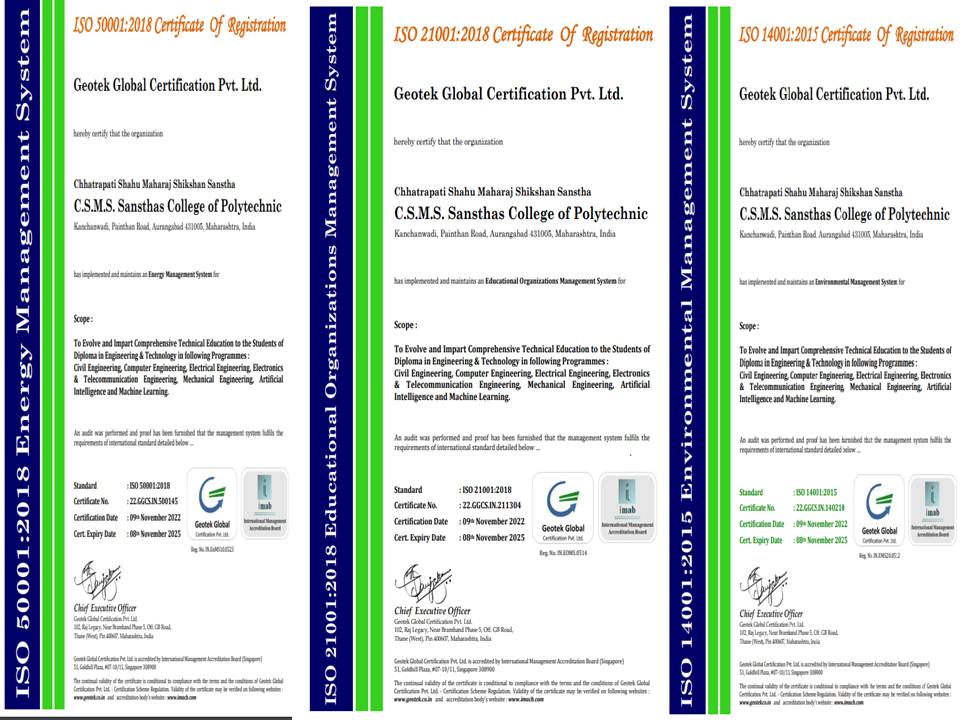 ISO 50001:2018 Energy Management System
ISO 50001:2018 Certificate Of Registration
Geotek Global Certification Pvt. Ltd.
hereby certify that the organization
Chhatrapati Shahu Maharaj Shikshan Sanstha
C.S.M.S. Sansthas College of Polytechnic
Kanchanwadi, Painthan Road, Aurangabad 431005, Maharashtra, India
has implemented and maintains an Energy Management System for
Scope :
To Evolve and Impart Comprehensive Technical Education to the Students of
Diploma in Engineering & Technology in following Programmes :
Civil Engineering, Computer Engineering, Electrical Engineering, Electronics
& Telecommunication Engineering, Mechanical Engineering, Artificial
Intelligence and Machine Learning.
An audit was performed and proof has been furnished that the management system fulfils the
requirements of international standard detailed below ...
Standard : ISO 50001:2018
Certificate No. : 22.GGCS.IN.500145
Certification Date : 09th November 2022
Cert. Expiry Date : 08th November 2025
Geotek Global
Certification Pvt. Ltd.
imab
International Management
Accreditation Board
Chief Executive Officer
Geotek Global Certification Pvt. Ltd.
102, Raj Legacy, Near Bramhand Phase 5, Off. GB Road,
Thane (West), Pin 400607, Maharashtra, India
Geotek Global Certification Pvt. Ltd. is accredited by International Management Accreditation Board (Singapore)
51, Goldhill Plaza, #07-10/11, Singapore 308900
The continual validity of the certificate is conditional to compliance with the terms and the conditions of Geotek Global
Certification Pvt. Ltd. - Certification Scheme Regulation. Validity of the certificate may be verified on following websites :
www.geotek.co.in and accreditation body's website : www.imacb.com
ISO 21001:2018 Educational Organizations Management System
ISO 21001:2018 Certificate Of Registration
Geotek Global Certification Pvt. Ltd.
hereby certify that the organization
Chhatrapati Shahu Maharaj Shikshan Sanstha
C.S.M.S. Sansthas College of Polytechnic
Kanchanwadi, Painthan Road, Aurangabad 431005, Maharashtra, India
has implemented and maintains an Educational Organizations Management System for
Scope :
To Evolve and Impart Comprehensive Technical Education to the Students of
Diploma in Engineering & Technology in following Programmes :
Civil Engineering, Computer Engineering, Electrical Engineering, Electronics
& Telecommunication Engineering, Mechanical Engineering, Artificial
Intelligence and Machine Learning.
An audit was performed and proof has been furnished that the management system fulfils the
requirements of international standard detailed below ...
Standard : ISO 21001:2018
Certificate No. : 22.GGCS.IN.211304
Certification Date : 09th November 2022
Cert. Expiry Date : 08th November 2025
Geotek Global
Certification Pvt. Ltd.
imab
International Management
Accreditation Board
Reg. No. IN.EOMS.0514
Chief Executive Officer
Geotek Global Certification Pvt. Ltd.
102, Raj Legacy, Near Bramhand Phase 5, Off. GB Road,
Thane (West), Pin 400607, Maharashtra, India
Geotek Global Certification Pvt. Ltd. is accredited by International Management Accreditation Board (Singapore)
51, Goldhill Plaza, #07-10/11, Singapore 308900
The continual validity of the certificate is conditional to compliance with the terms and the conditions of Geotek Global
Certification Pvt. Ltd. - Certification Scheme Regulation. Validity of the certificate may be verified on following websites :
www.geotek.co.in and accreditation body's website : www.imacb.com
ISO 14001:2015 Environmental Management System
ISO 14001:2015 Certificate Of Registration
Geotek Global Certification Pvt. Ltd.
hereby certify that the organization
Chhatrapati Shahu Maharaj Shikshan Sanstha
C.S.M.S. Sansthas College of Polytechnic
Kanchanwadi, Painthan Road, Aurangabad 431005, Maharashtra, India
has implemented and maintains an Environmental Management System for
Scope :
To Evolve and Impart Comprehensive Technical Education to the Students of
Diploma in Engineering & Technology in following Programmes :
Civil Engineering, Computer Engineering, Electrical Engineering, Electronics
& Telecommunication Engineering, Mechanical Engineering, Artificial
Intelligence and Machine Learning.
An audit was performed and proof has been furnished that the management system fulfils the
requirements of international standard detailed below ...
Standard : ISO 14001:2015
Certificate No. : 22.GGCS.IN.140210
Certification Date : 09th November 2022
Cert. Expiry Date : 08th November 2025
Geotek Global
Certification Pvt. Ltd.
imab
International Management
Accreditation Board
Chief Executive Officer
Geotek Global Certification Pvt. Ltd.
102, Raj Legacy, Near Bramhand Phase 5, Off. GB Road,
Thane (West), Pin 400607, Maharashtra, India
Geotek Global Certification Pvt. Ltd. is accredited by International Management Accreditation Board (Singapore)
51, Goldhill Plaza, #07-10/11, Singapore 308900
The continual validity of the certificate is conditional to compliance with the terms and the conditions of Geotek Global
Certification Pvt. Ltd. - Certification Scheme Regulation. Validity of the certificate may be verified on following websites :
www.geotek.co.in and accreditation body's website : www.imacb.com